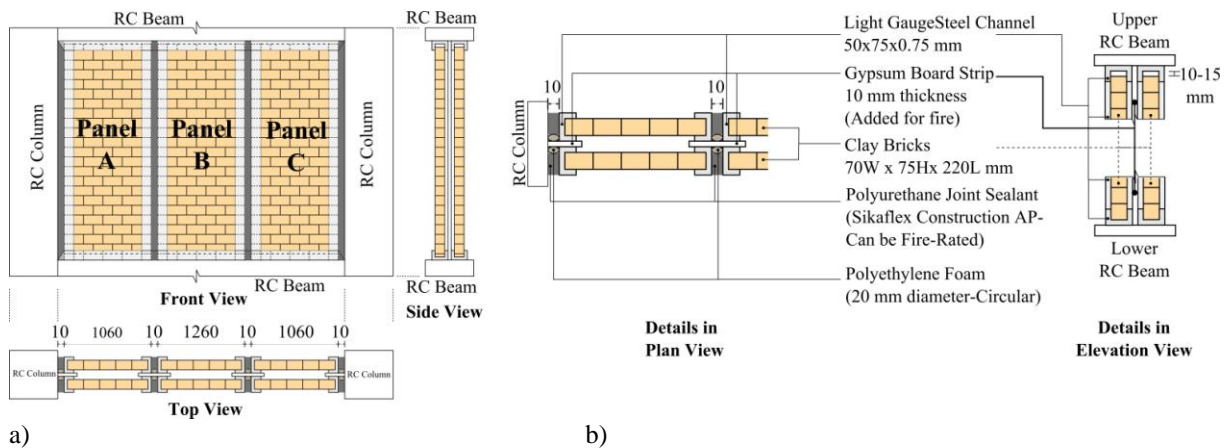 RC Beam
RC Column
Panel
A
Panel
B
Panel
C
RC Column
RC Beam
RC Beam
Front View
Side View
10 1060 10 1260 10 1060 10
RC Column
RC Column
Top View
a)
10
10
RC Column
Details in
Plan View
Light GaugeSteel Channel
50x75x0.75 mm
Gypsum Board Strip
10 mm thickness
(Added for fire)
Clay Bricks
70W x 75Hx 220L mm
Polyurethane Joint Sealant
(Sikaflex Construction AP-
Can be Fire-Rated)
Polyethylene Foam
(20 mm diameter-Circular)
Upper
RC Beam
10-15
mm
Lower
RC Beam
Details in
Elevation View
b)